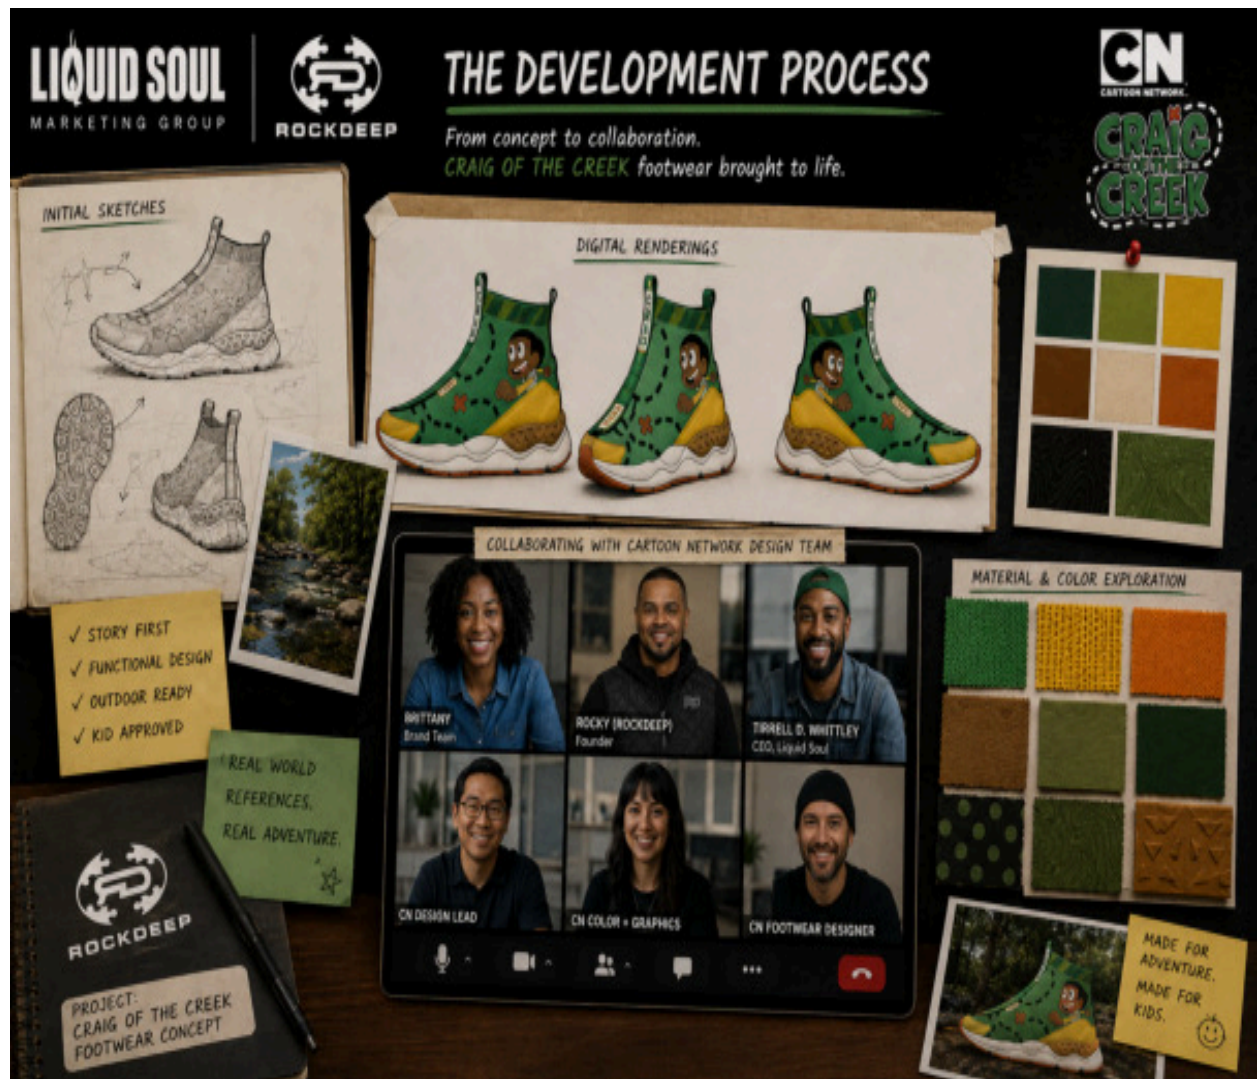 LIQUID SOUL
MARKETING GROUP
RD
ROCKDEEP
THE DEVELOPMENT PROCESS
From concept to collaboration.
CRAIG OF THE CREEK footwear brought to life.
CN
CARTOON NETWORK
CRAIG
OF THE
CREEK
INITIAL SKETCHES
DIGITAL RENDERINGS
COLLABORATING WITH CARTOON NETWORK DESIGN TEAM
BRITTANY
Brand Team
ROCKY (ROCKDEEP)
Founder
TIRRELL D. WHITTLEY
CEO, Liquid Soul
CN DESIGN LEAD
CN COLOR + GRAPHICS
CN FOOTWEAR DESIGNER
MATERIAL & COLOR EXPLORATION
✓ STORY FIRST
✓ FUNCTIONAL DESIGN
✓ OUTDOOR READY
✓ KID APPROVED
REAL WORLD
REFERENCES.
REAL ADVENTURE.
RD
ROCKDEEP
PROJECT:
CRAIG OF THE CREEK
FOOTWEAR CONCEPT
MADE FOR
ADVENTURE.
MADE FOR
KIDS.